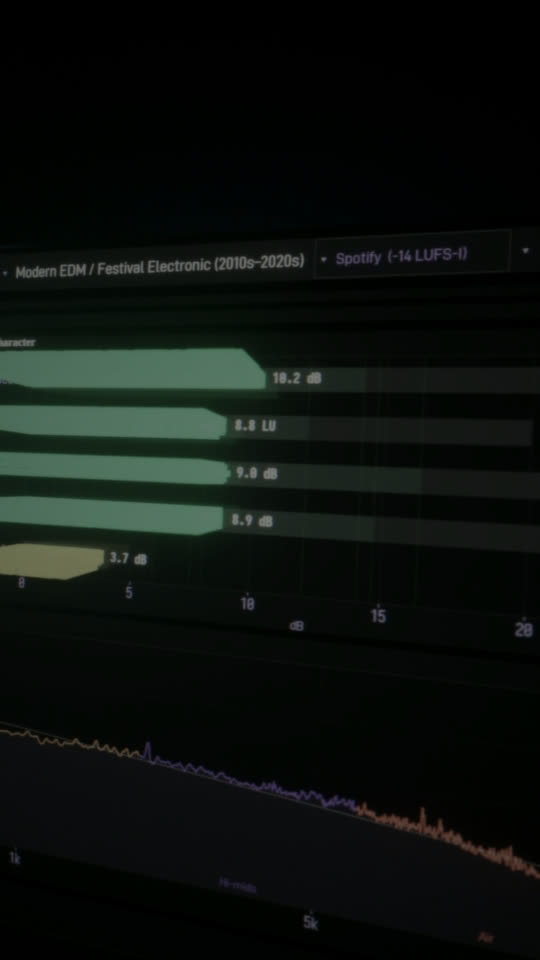 Modern EDM / Festival Electronic (2010s–2020s)
Spotify (-14 LUFS-I)
haracter
10.2 dB
8.8 LU
9.0 dB
8.9 dB
3.7 dB
0 5 10 15 20
dB
1k 5k
Hi-mids
Air